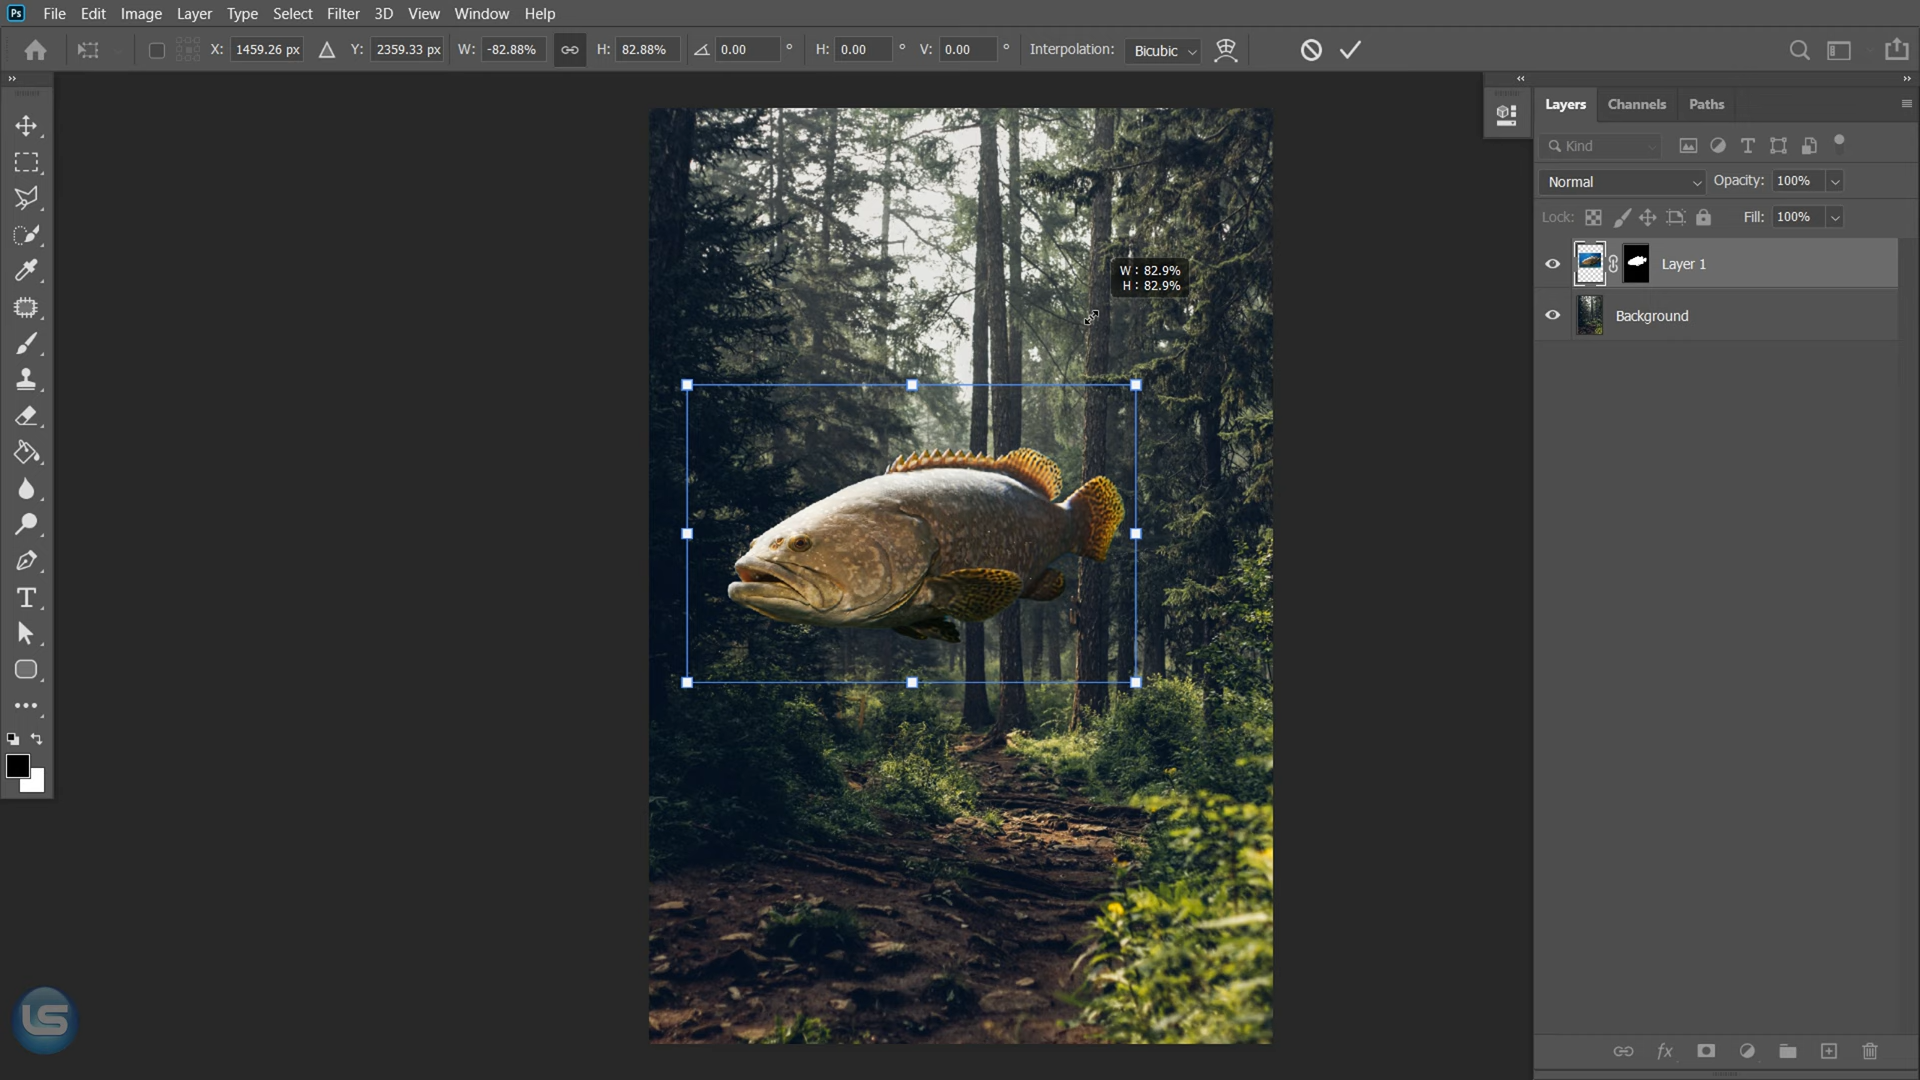 Ps File Edit Image Layer Type Select Filter 3D View Window Help
X: 1459.26 px Y: 2359.33 px W: -82.88% H: 82.88% 0.00 ° H: 0.00 ° V: 0.00 ° Interpolation: Bicubic
Layers Channels Paths
Kind
Normal Opacity: 100%
Lock: Fill: 100%
W : 82.9%
H : 82.9%
Layer 1
Background
T
fx
LS